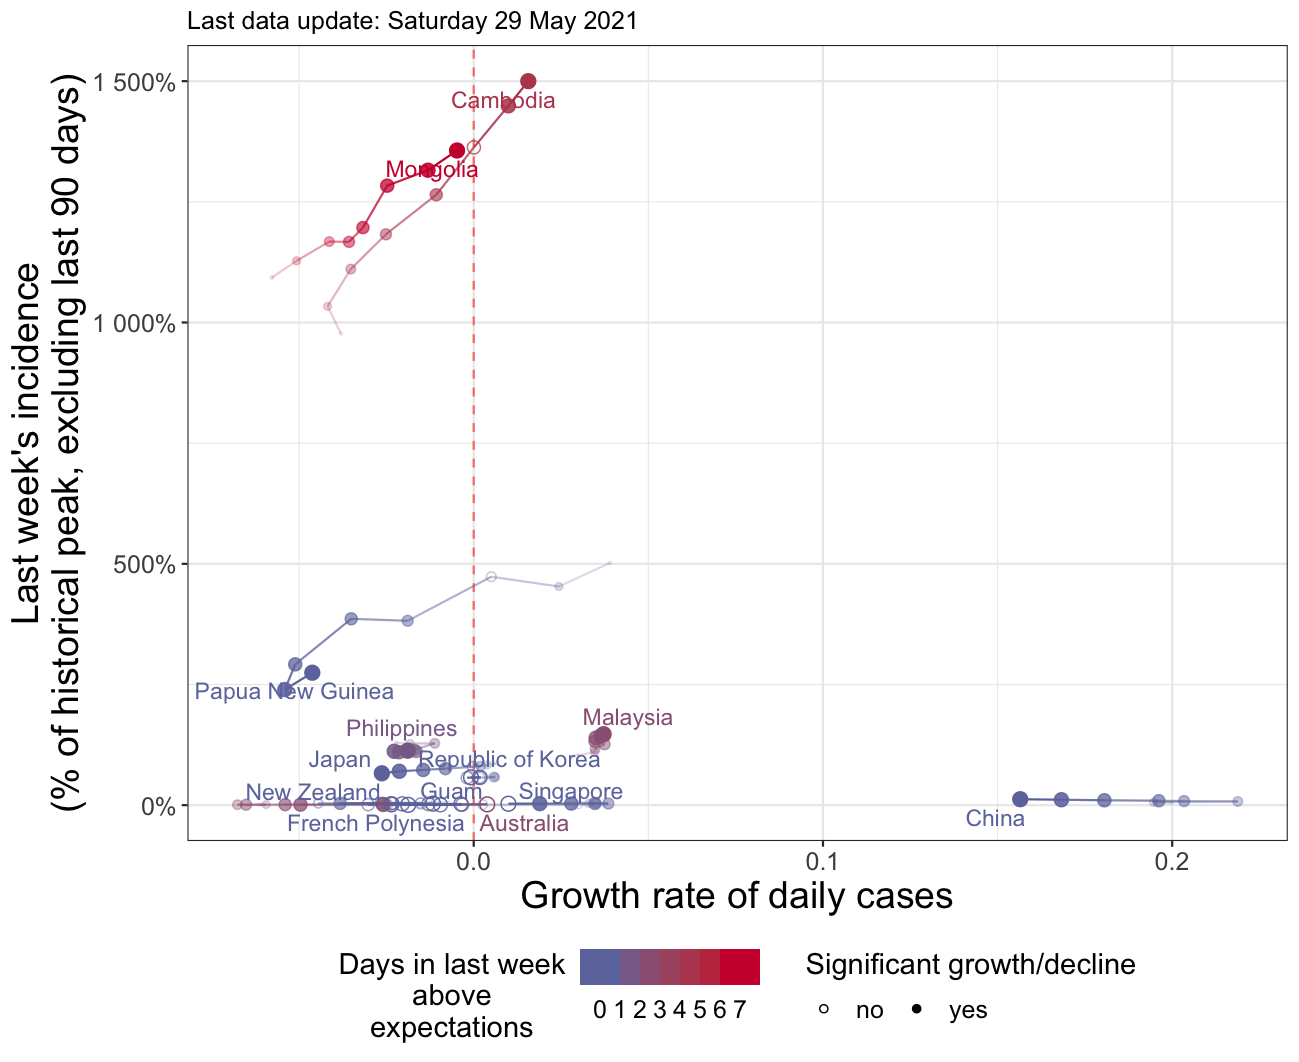 Last data update: Saturday 29 May 2021
Last week's incidence
(% of historical peak, excluding last 90 days)
1 500%
1 000%
500%
0%
Cambodia
Mongolia
Papua New Guinea
Philippines
Malaysia
Japan
Republic of Korea
New Zealand
Guam
Singapore
French Polynesia
Australia
China
0.0
0.1
0.2
Growth rate of daily cases
Days in last week
above
expectations
0 1 2 3 4 5 6 7
Significant growth/decline
no
yes